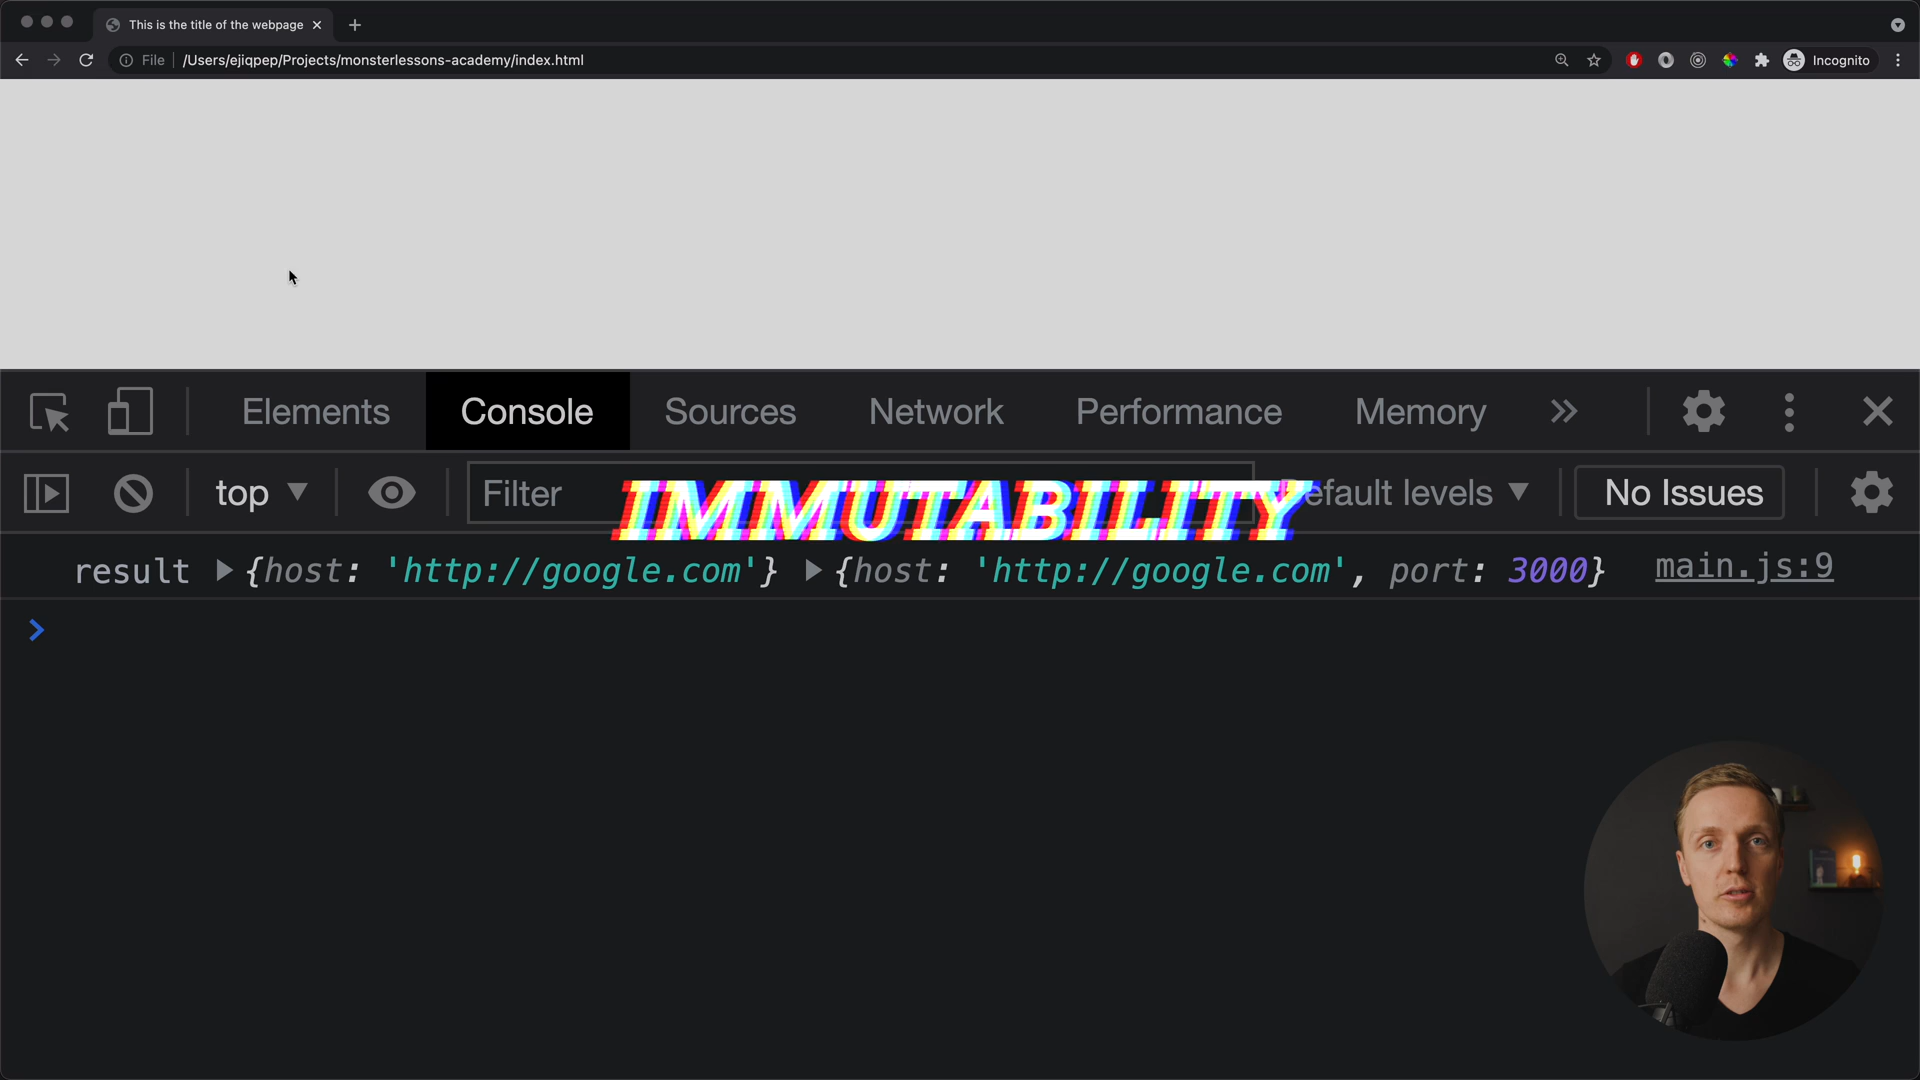 This is the title of the webpage
File /Users/ejiqpep/Projects/monsterlessons-academy/index.html Incognito
Elements Console Sources Network Performance Memory
top Filter efault levels No Issues
IMMUTABILITY
result {host: 'http://google.com'} {host: 'http://google.com', port: 3000} main.js:9